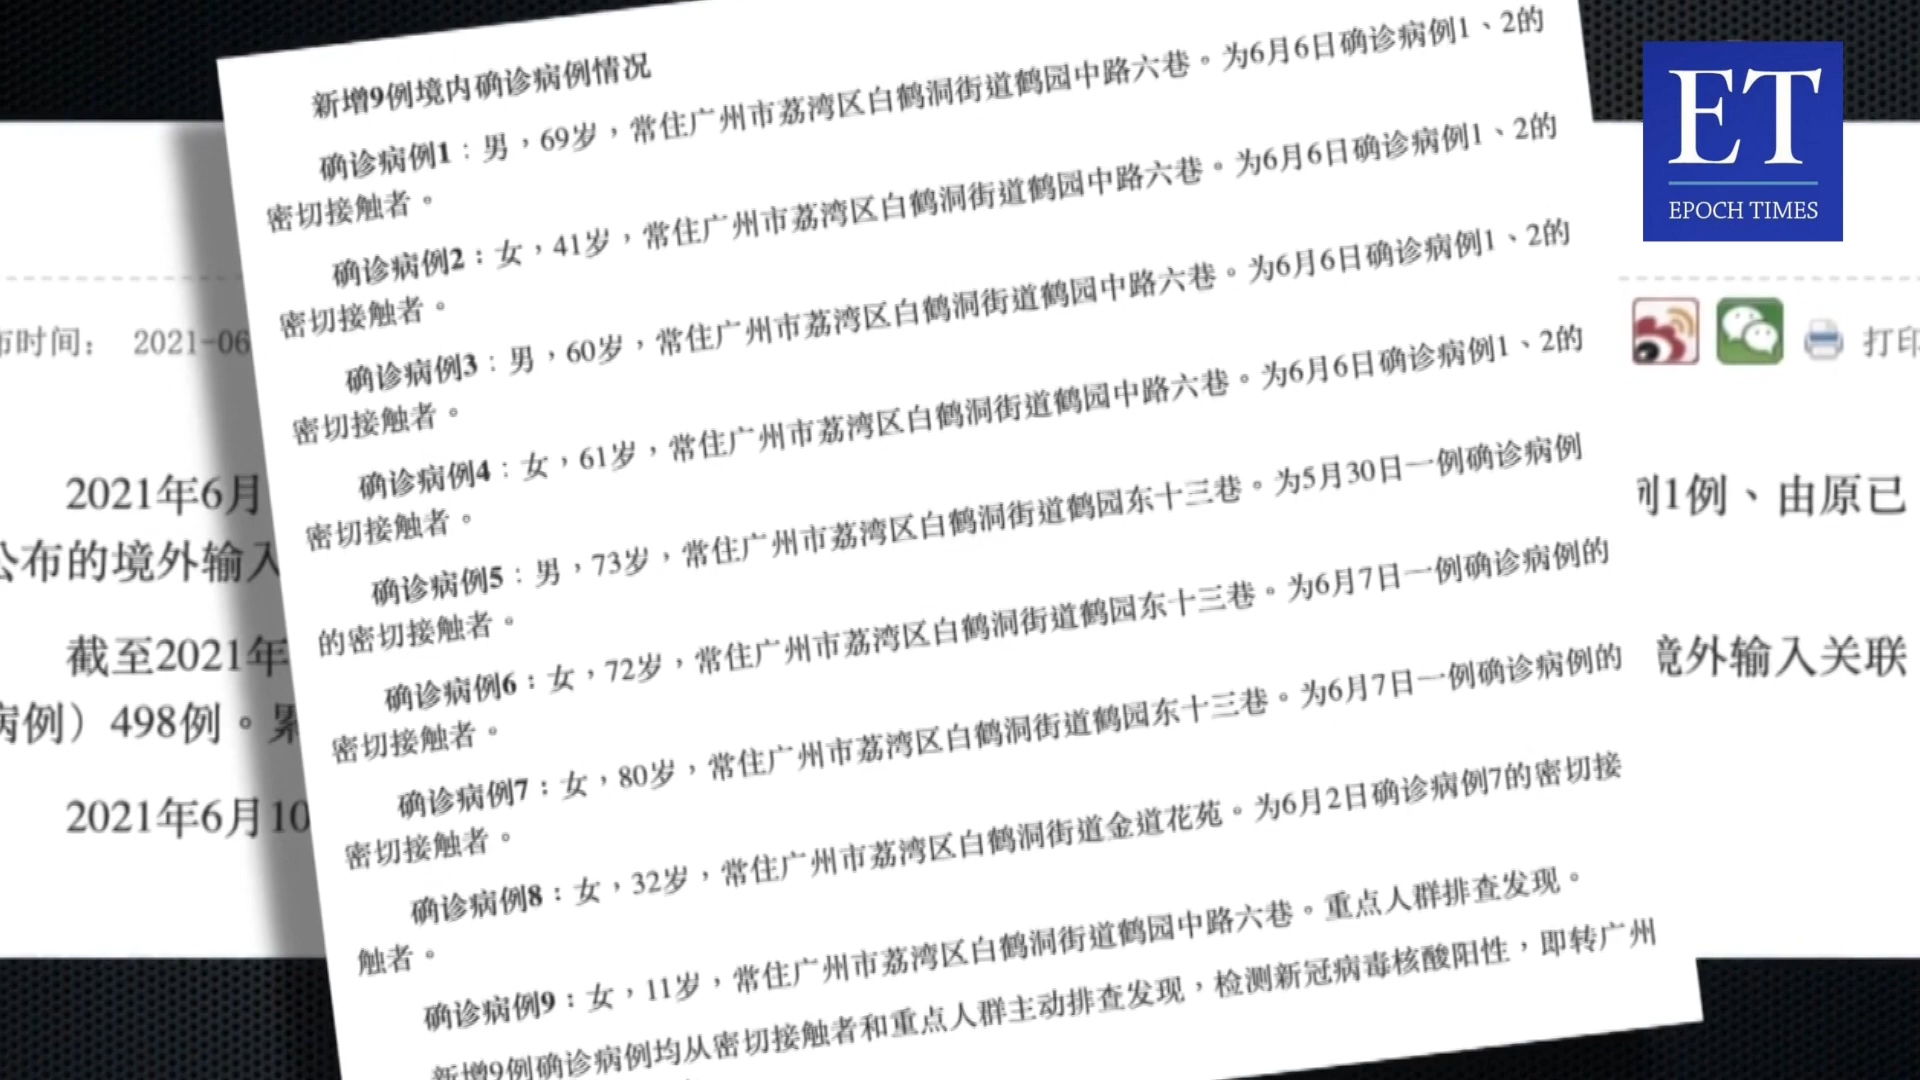 新增9例境内确诊病例情况
确诊病例1：男，69岁，常住广州市荔湾区白鹤洞街道鹤园中路六巷。为6月6日确诊病例1、2的
密切接触者。
确诊病例2：女，41岁，常住广州市荔湾区白鹤洞街道鹤园中路六巷。为6月6日确诊病例1、2的
密切接触者。
确诊病例3：男，60岁，常住广州市荔湾区白鹤洞街道鹤园中路六巷。为6月6日确诊病例1、2的
密切接触者。
确诊病例4：女，61岁，常住广州市荔湾区白鹤洞街道鹤园中路六巷。为6月6日确诊病例1、2的
密切接触者。
确诊病例5：男，73岁，常住广州市荔湾区白鹤洞街道鹤园东十三巷。为5月30日一例确诊病例
的密切接触者。
确诊病例6：女，72岁，常住广州市荔湾区白鹤洞街道鹤园东十三巷。为6月7日一例确诊病例的
密切接触者。
确诊病例7：女，80岁，常住广州市荔湾区白鹤洞街道鹤园东十三巷。为6月7日一例确诊病例的
密切接触者。
确诊病例8：女，32岁，常住广州市荔湾区白鹤洞街道金道花苑。为6月2日确诊病例7的密切接
触者。
确诊病例9：女，11岁，常住广州市荔湾区白鹤洞街道鹤园中路六巷。重点人群排查发现。
新增9例确诊病例均从密切接触者和重点人群主动排查发现，检测新冠病毒核酸阳性，即转广州
ET
EPOCH TIMES
布时间： 2021-06
打印
2021年6月
例1例、由原已
公布的境外输入
截至2021年
境外输入关联
病例）498例。累
2021年6月10